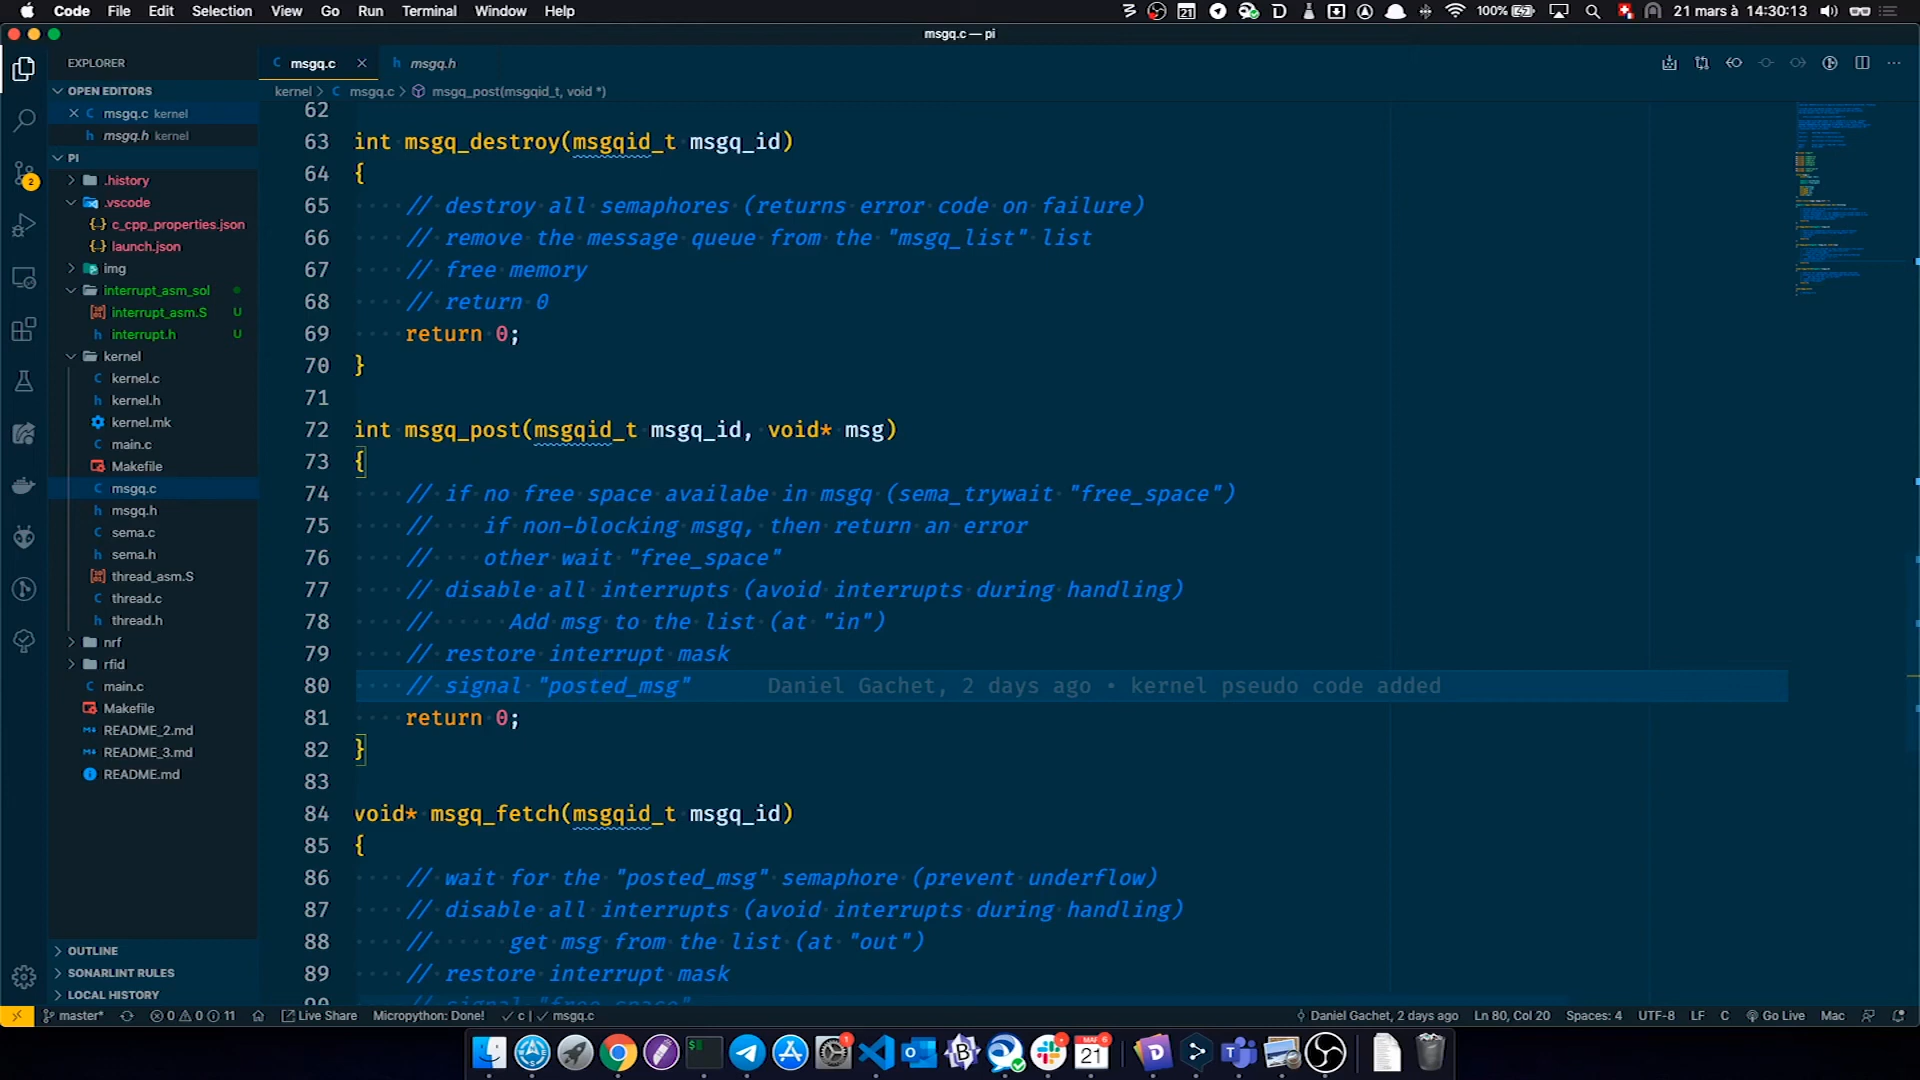 Code File Edit Selection View Go Run Terminal Window Help 100% 21 mars à 14:30:13
msgq.c — pi
EXPLORER
msgq.c
msgq.h
OPEN EDITORS
kernel > C msgq.c > msgq_post(msgqid_t, void *)
msgq.c kernel
msgq.h kernel
PI
.history
.vscode
c_cpp_properties.json
launch.json
img
interrupt_asm_sol
interrupt_asm.S U
interrupt.h U
kernel
kernel.c
kernel.h
kernel.mk
main.c
Makefile
msgq.c
msgq.h
sema.c
sema.h
thread_asm.S
thread.c
thread.h
nrf
rfid
main.c
Makefile
README_2.md
README_3.md
README.md
OUTLINE
SONARLINT RULES
LOCAL HISTORY
62
63 int msgq_destroy(msgqid_t msgq_id)
64 {
65 // destroy all semaphores (returns error code on failure)
66 // remove the message queue from the "msgq_list" list
67 // free memory
68 // return 0
69 return 0;
70 }
71
72 int msgq_post(msgqid_t msgq_id, void* msg)
73 {
74 // if no free space availabe in msgq (sema_trywait "free_space")
75 // if non-blocking msgq, then return an error
76 // other wait "free_space"
77 // disable all interrupts (avoid interrupts during handling)
78 // Add msg to the list (at "in")
79 // restore interrupt mask
80 // signal "posted_msg" Daniel Gachet, 2 days ago • kernel pseudo code added
81 return 0;
82 }
83
84 void* msgq_fetch(msgqid_t msgq_id)
85 {
86 // wait for the "posted_msg" semaphore (prevent underflow)
87 // disable all interrupts (avoid interrupts during handling)
88 // get msg from the list (at "out")
89 // restore interrupt mask
90 // signal "free_space"
master* 0 0 11 Live Share Micropython: Done! c | msgq.c Daniel Gachet, 2 days ago Ln 80, Col 20 Spaces: 4 UTF-8 LF C Go Live Mac